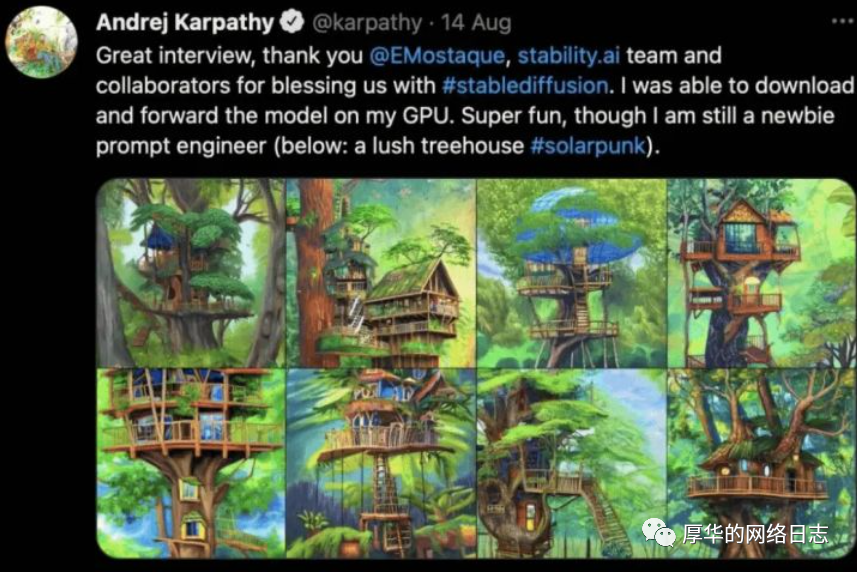 Andrej Karpathy @karpathy · 14 Aug
Great interview, thank you @EMostaque, stability.ai team and
collaborators for blessing us with #stablediffusion. I was able to download
and forward the model on my GPU. Super fun, though I am still a newbie
prompt engineer (below: a lush treehouse #solarpunk).
厚华的网络日志